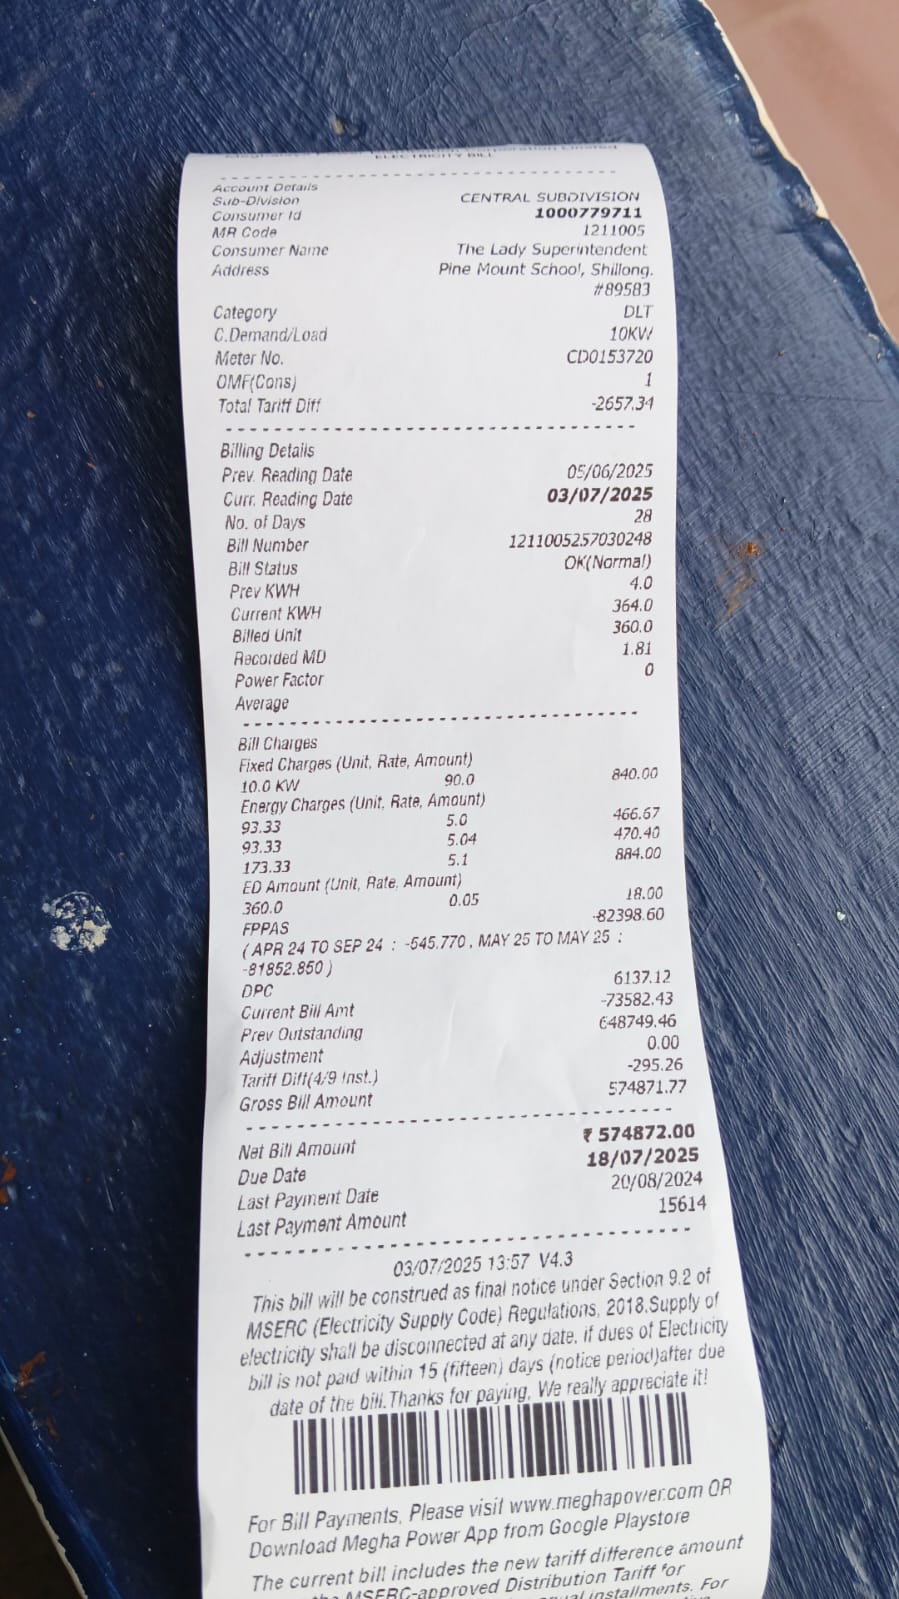 Corporation Limited
ELECTRICITY BILL
Account Details
Sub-Division CENTRAL SUBDIVISION
Consumer Id 1000779711
MR Code 1211005
Consumer Name The Lady Superintendent
Address Pine Mount School, Shillong.
#89583
Category DLT
C.Demand/Load 10KW
Meter No. CD0153720
OMF(Cons) 1
Total Tariff Diff -2657.34
Billing Details
Prev. Reading Date 05/06/2025
Curr. Reading Date 03/07/2025
No. of Days 28
Bill Number 1211005257030248
Bill Status OK(Normal)
Prev KWH 4.0
Current KWH 364.0
Billed Unit 360.0
Recorded MD 1.81
Power Factor 0
Average
Bill Charges
Fixed Charges (Unit, Rate, Amount)
10.0 KW 90.0 840.00
Energy Charges (Unit, Rate, Amount)
93.33 5.0 466.67
93.33 5.04 470.40
173.33 5.1 884.00
ED Amount (Unit, Rate, Amount)
360.0 0.05 18.00
FPPAS -82398.60
( APR 24 TO SEP 24 : -545.770 , MAY 25 TO MAY 25 :
-81852.850 )
DPC 6137.12
Current Bill Amt -73582.43
Prev Outstanding 648749.46
Adjustment 0.00
Tariff Diff(4/9 Inst.) -295.26
Gross Bill Amount 574871.77
Net Bill Amount ₹ 574872.00
Due Date 18/07/2025
Last Payment Date 20/08/2024
Last Payment Amount 15614
03/07/2025 13:57 V4.3
This bill will be construed as final notice under Section 9.2 of
MSERC (Electricity Supply Code) Regulations, 2018.Supply of
electricity shall be disconnected at any date, if dues of Electricity
bill is not paid within 15 (fifteen) days (notice period)after due
date of the bill.Thanks for paying, We really appreciate it!
For Bill Payments, Please visit www.meghapower.com OR
Download Megha Power App from Google Playstore
The current bill includes the new tariff difference amount
the MSERC-approved Distribution Tariff for
installments. For